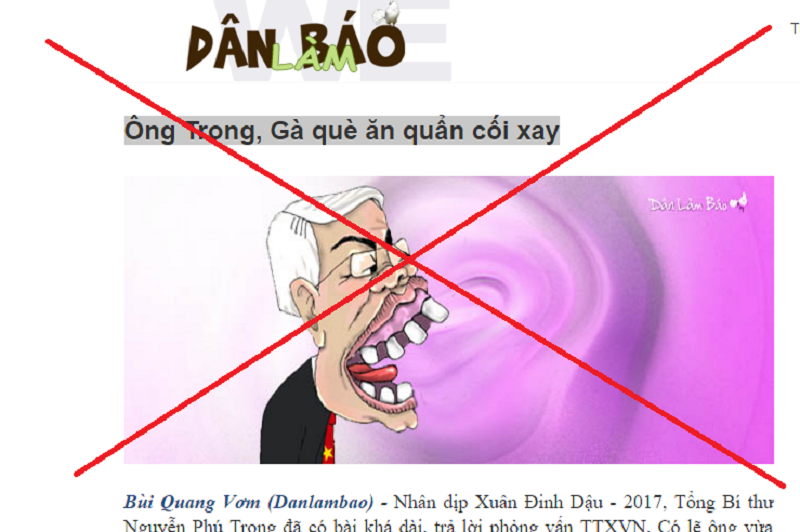 WE
DÂN BÁO
LÀM
T
Ông Trọng, Gà què ăn quẩn cối xay
Dân Làm Báo
Bùi Quang Vơm (Danlambao) - Nhân dịp Xuân Đinh Dậu - 2017, Tổng Bí thư
Nguyễn Phú Trọng đã có bài khá dài, trả lời phỏng vấn TTXVN. Có lẽ ông vừa